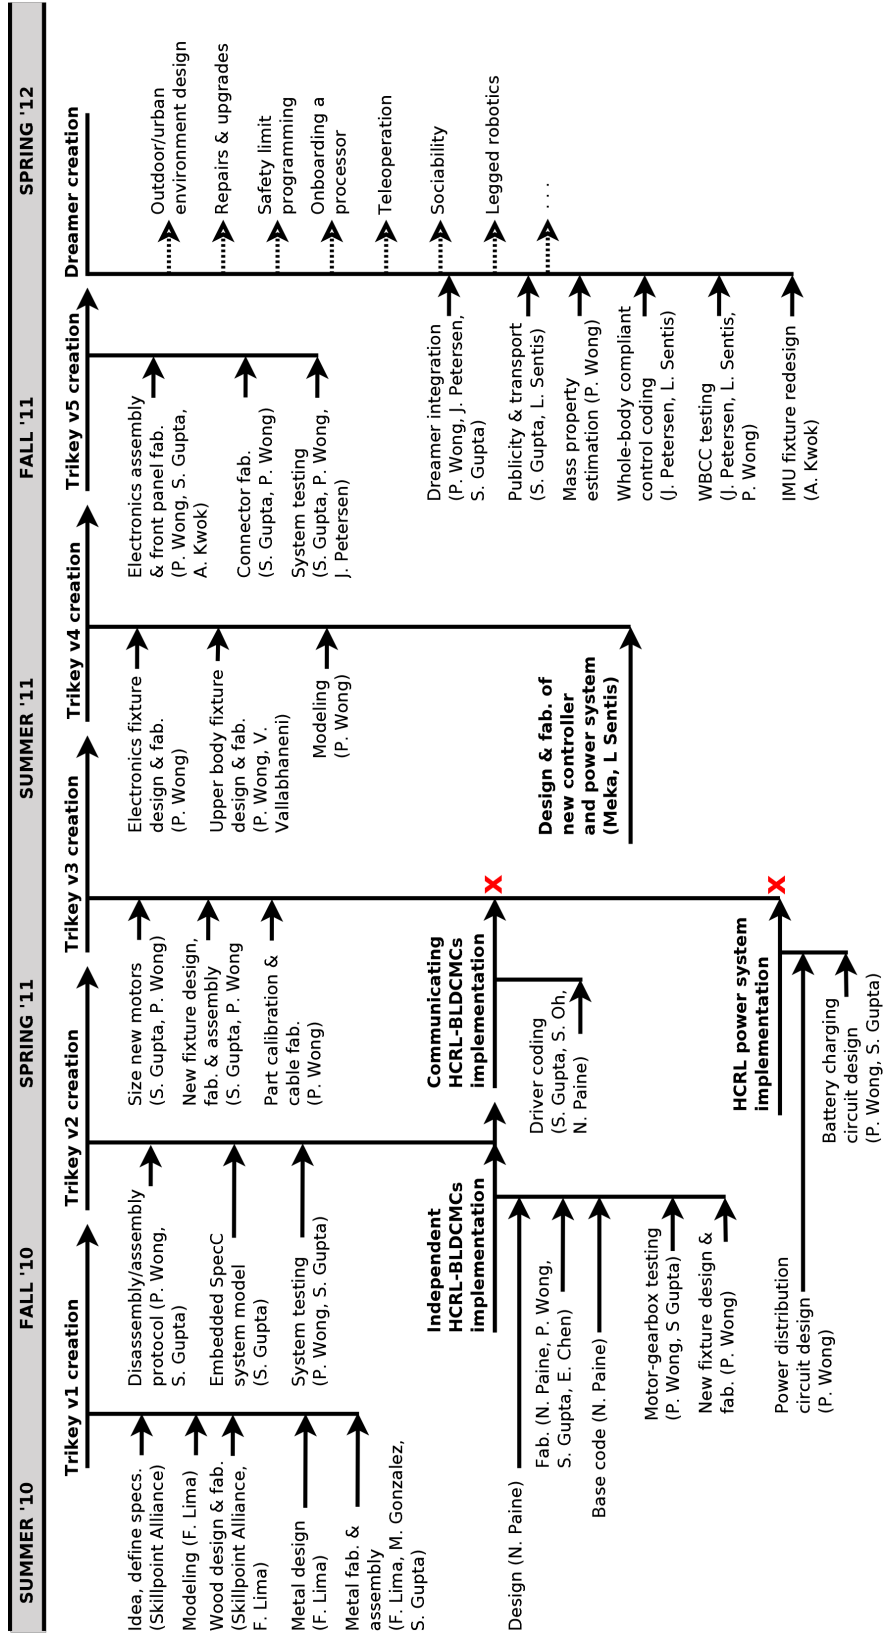 SUMMER '10
FALL '10
SPRING '11
SUMMER '11
FALL '11
SPRING '12
Trikey v1 creation
Idea, define specs.
(Skillpoint Alliance)
Modeling (F. Lima)
Wood design & fab.
(Skillpoint Alliance,
F. Lima)
Metal design
(F. Lima)
Metal fab. &
assembly
(F. Lima, M. Gonzalez,
S. Gupta)
Trikey v2 creation
Disassembly/assembly
protocol (P. Wong,
S. Gupta)
Embedded SpecC
system model
(S. Gupta)
System testing
(P. Wong, S. Gupta)
Independent
HCRL-BLDCMCs
implementation
Design (N. Paine)
Fab. (N. Paine, P. Wong,
S. Gupta, E. Chen)
Base code (N. Paine)
Motor-gearbox testing
(P. Wong, S Gupta)
New fixture design &
fab. (P. Wong)
Trikey v3 creation
Size new motors
(S. Gupta, P. Wong)
New fixture design,
fab. & assembly
(S. Gupta, P. Wong
Part calibration &
cable fab.
(P. Wong)
Communicating
HCRL-BLDCMCs
implementation
X
Driver coding
(S. Gupta, S. Oh,
N. Paine)
HCRL power system
implementation
X
Power distribution
circuit design
(P. Wong)
Battery charging
circuit design
(P. Wong, S. Gupta)
Trikey v4 creation
Electronics fixture
design & fab.
(P. Wong)
Upper body fixture
design & fab.
(P. Wong, V.
Vallabhaneni)
Modeling
(P. Wong)
Design & fab. of
new controller
and power system
(Meka, L Sentis)
Trikey v5 creation
Electronics assembly
& front panel fab.
(P. Wong, S. Gupta,
A. Kwok)
Connector fab.
(S. Gupta, P. Wong)
System testing
(S. Gupta, P. Wong,
J. Petersen)
Dreamer creation
Dreamer integration
(P. Wong, J. Petersen,
S. Gupta)
Publicity & transport
(S. Gupta, L. Sentis)
Mass property
estimation (P. Wong)
Whole-body compliant
control coding
(J. Petersen, L. Sentis)
WBCC testing
(J. Petersen, L. Sentis,
P. Wong)
IMU fixture redesign
(A. Kwok)
Outdoor/urban
environment design
Repairs & upgrades
Safety limit
programming
Onboarding a
processor
Teleoperation
Sociability
Legged robotics
. . .